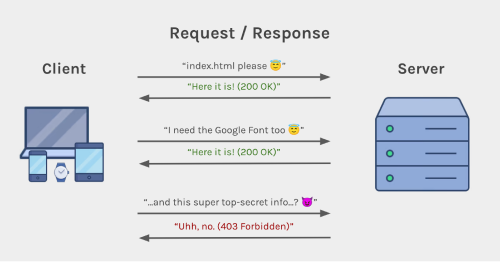 Request / Response
Client
Server
“index.html please 😇”
“Here it is! (200 OK)”
“I need the Google Font too 😇”
“Here it is! (200 OK)”
“...and this super top-secret info...? 😈”
“Uhh, no. (403 Forbidden)”